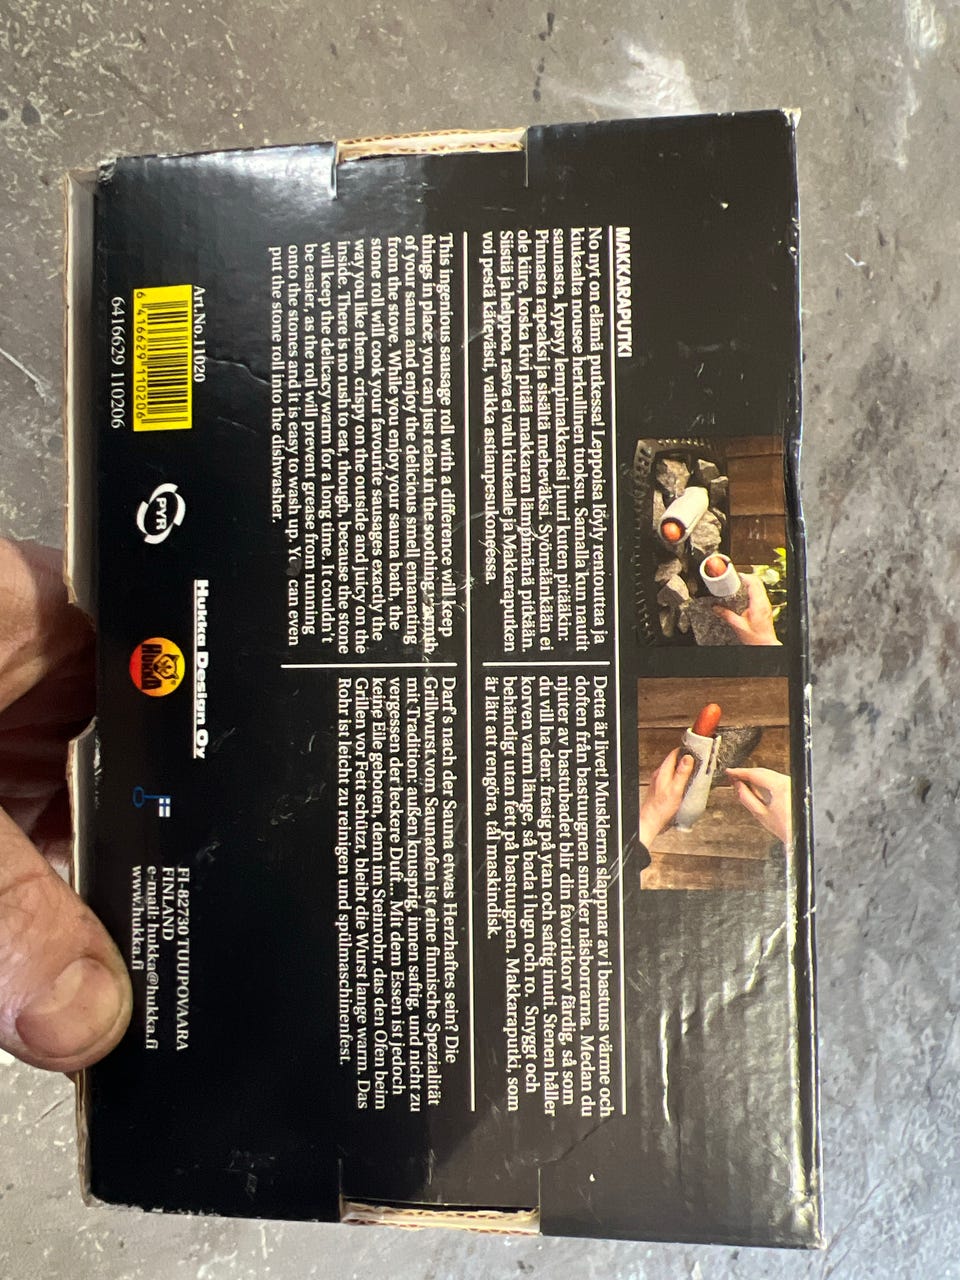 MAKKARAPUTKI
No nyt on elämä putkessa! Leppoisa löyly rentouttaa ja
kiukaalta nousee herkullinen tuoksu. Samalla kun nautit
saunasta, kypsyy lempimakkarasi juuri kuten pitääkin:
Pinnasta rapeaksi ja sisältä meheväksi. Syömäänkään ei
ole kiire, koska kivi pitää makkaran lämpimänä pitkään.
Siistiä ja helppoa, rasva ei valu kiukaalle ja Makkaraputken
voi pestä kätevästi, vaikka astianpesukoneessa.
Detta är livet! Musklerna slappnar av i bastuns värme och
doften från bastuugnen smeker näsborrarna. Medan du
njuter av bastubadet blir din favoritkorv färdig, så som
du vill ha den: frasig på ytan och saftig inuti. Stenen håller
korven varm länge, så bada i lugn och ro. Snyggt och
behändigt utan fett på bastuugnen. Makkaraputki, som
är lätt att rengöra, tål maskindisk.
This ingenious sausage roll with a difference will keep
things in place; you can just relax in the soothing warmth
of your sauna and enjoy the delicious smell emanating
from the stove. While you enjoy your sauna bath, the
stone roll will cook your favourite sausages exactly the
way you like them, crispy on the outside and juicy on the
inside. There is no rush to eat, though, because the stone
will keep the delicacy warm for a long time. It couldn't
be easier, as the roll will prevent grease from running
onto the stones and it is easy to wash up. You can even
put the stone roll into the dishwasher.
Darf's nach der Sauna etwas Herzhaftes sein? Die
Grillwurst vom Saunaofen ist eine finnische Spezialität
mit Tradition: außen knusprig, innen saftig, und nicht zu
vergessen der leckere Duft... Mit dem Essen ist jedoch
keine Eile geboten, denn im Steinrohr, das den Ofen beim
Grillen vor Fett schützt, bleibt die Wurst lange warm. Das
Rohr ist leicht zu reinigen und spülmaschinenfest.
Art.No.11020
6 416629 110206
6416629 110206
PYR
Hukka Design Oy
HUKKA®
FI-82730 TUUPOVAARA
FINLAND
e-mail: hukka@hukka.fi
www.hukka.fi